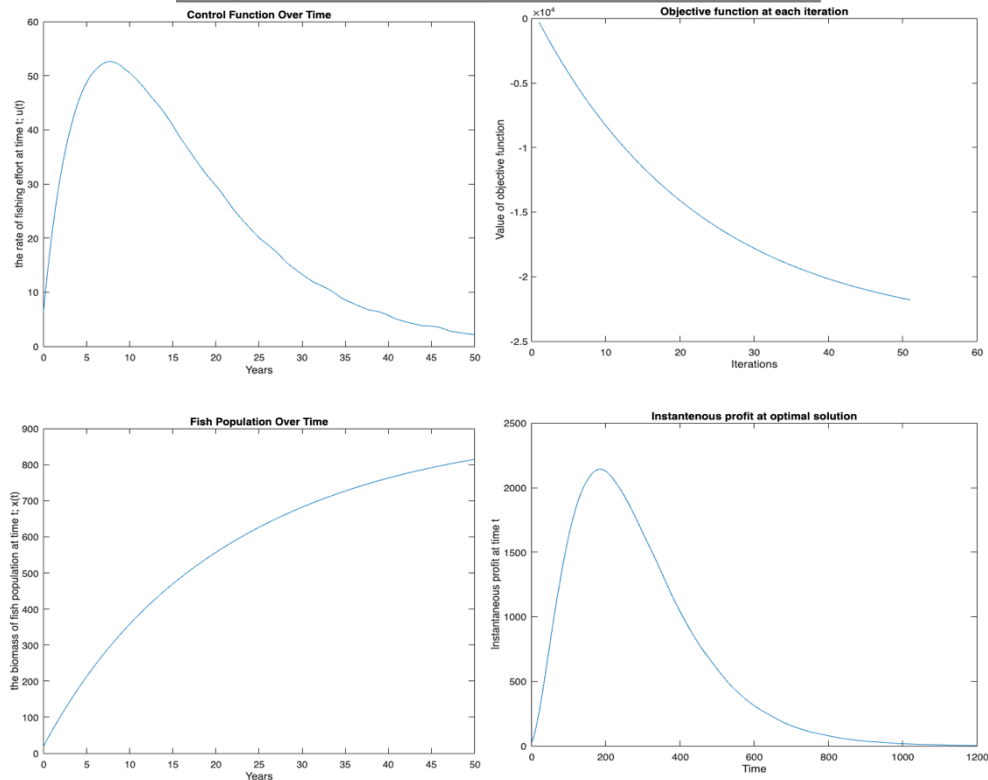 Control Function Over Time
60
50
40
30
20
10
0
the rate of fishing effort at time t; u(t)
0 5 10 15 20 25 30 35 40 45 50
Years
Objective function at each iteration
×10⁴
0
-0.5
-1
-1.5
-2
-2.5
Value of objective function
0 10 20 30 40 50 60
Iterations
Fish Population Over Time
900
800
700
600
500
400
300
200
100
0
the biomass of fish population at time t; x(t)
0 5 10 15 20 25 30 35 40 45 50
Years
Instantenous profit at optimal solution
2500
2000
1500
1000
500
0
Instantaneous profit at time t
0 200 400 600 800 1000 1200
Time